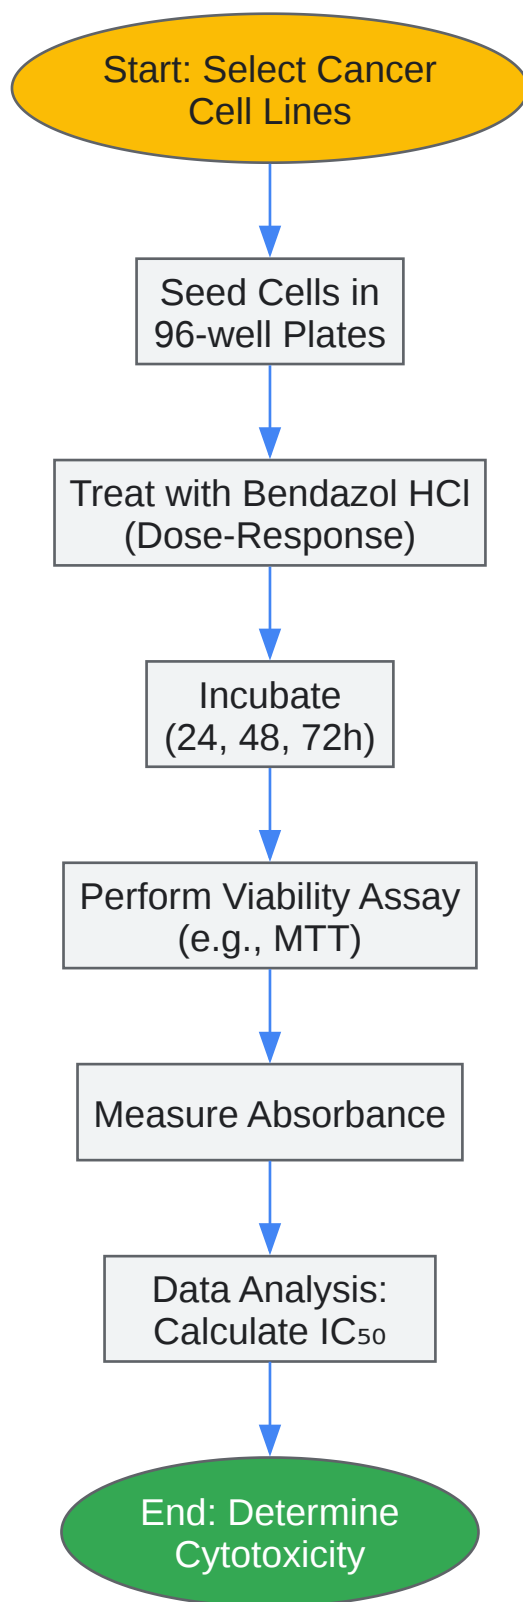 Start: Select Cancer
Cell Lines
Seed Cells in
96-well Plates
Treat with Bendazol HCl
(Dose-Response)
Incubate
(24, 48, 72h)
Perform Viability Assay
(e.g., MTT)
Measure Absorbance
Data Analysis:
Calculate IC₅₀
End: Determine
Cytotoxicity